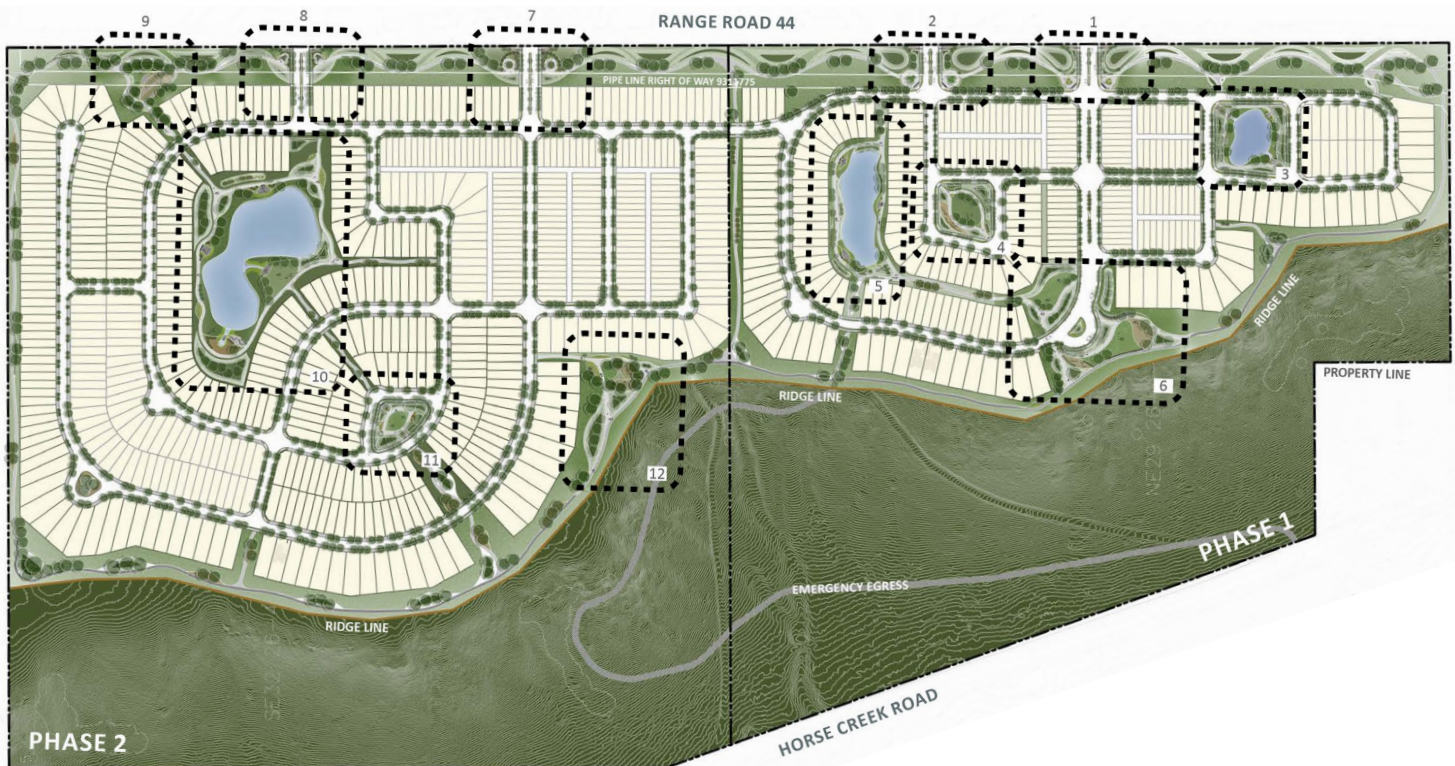 9
8
7
RANGE ROAD 44
2
1
PIPE LINE RIGHT OF WAY 9311775
3
4
5
RIDGE LINE
10
6
PROPERTY LINE
RIDGE LINE
11
12
PHASE 1
EMERGENCY EGRESS
RIDGE LINE
HORSE CREEK ROAD
PHASE 2